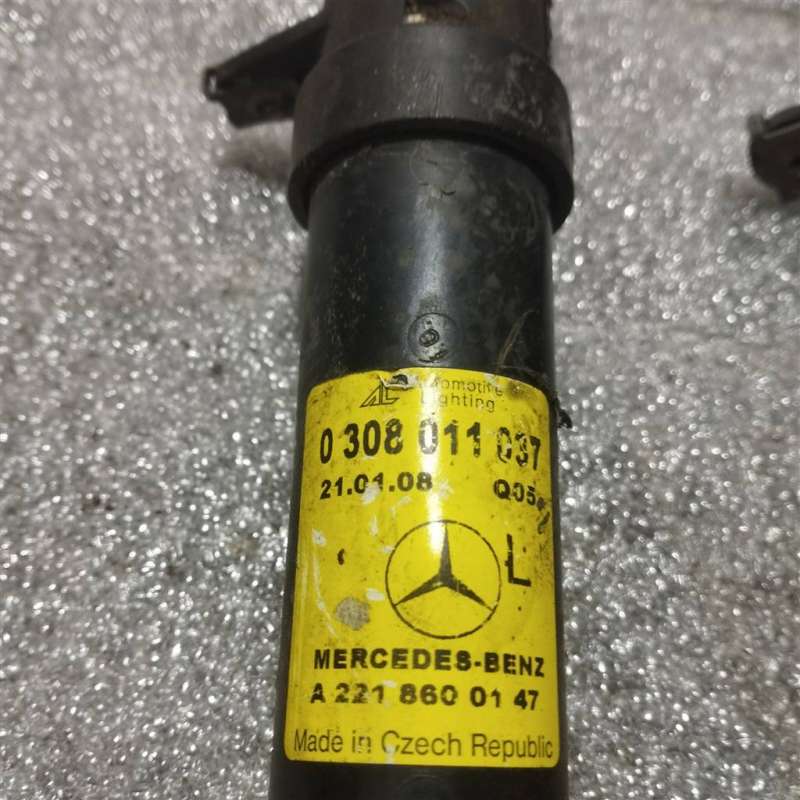 Lighting
0 308 011 037
21.01.08 Q05
L
MERCEDES-BENZ
A 221 860 01 47
Made in Czech Republic